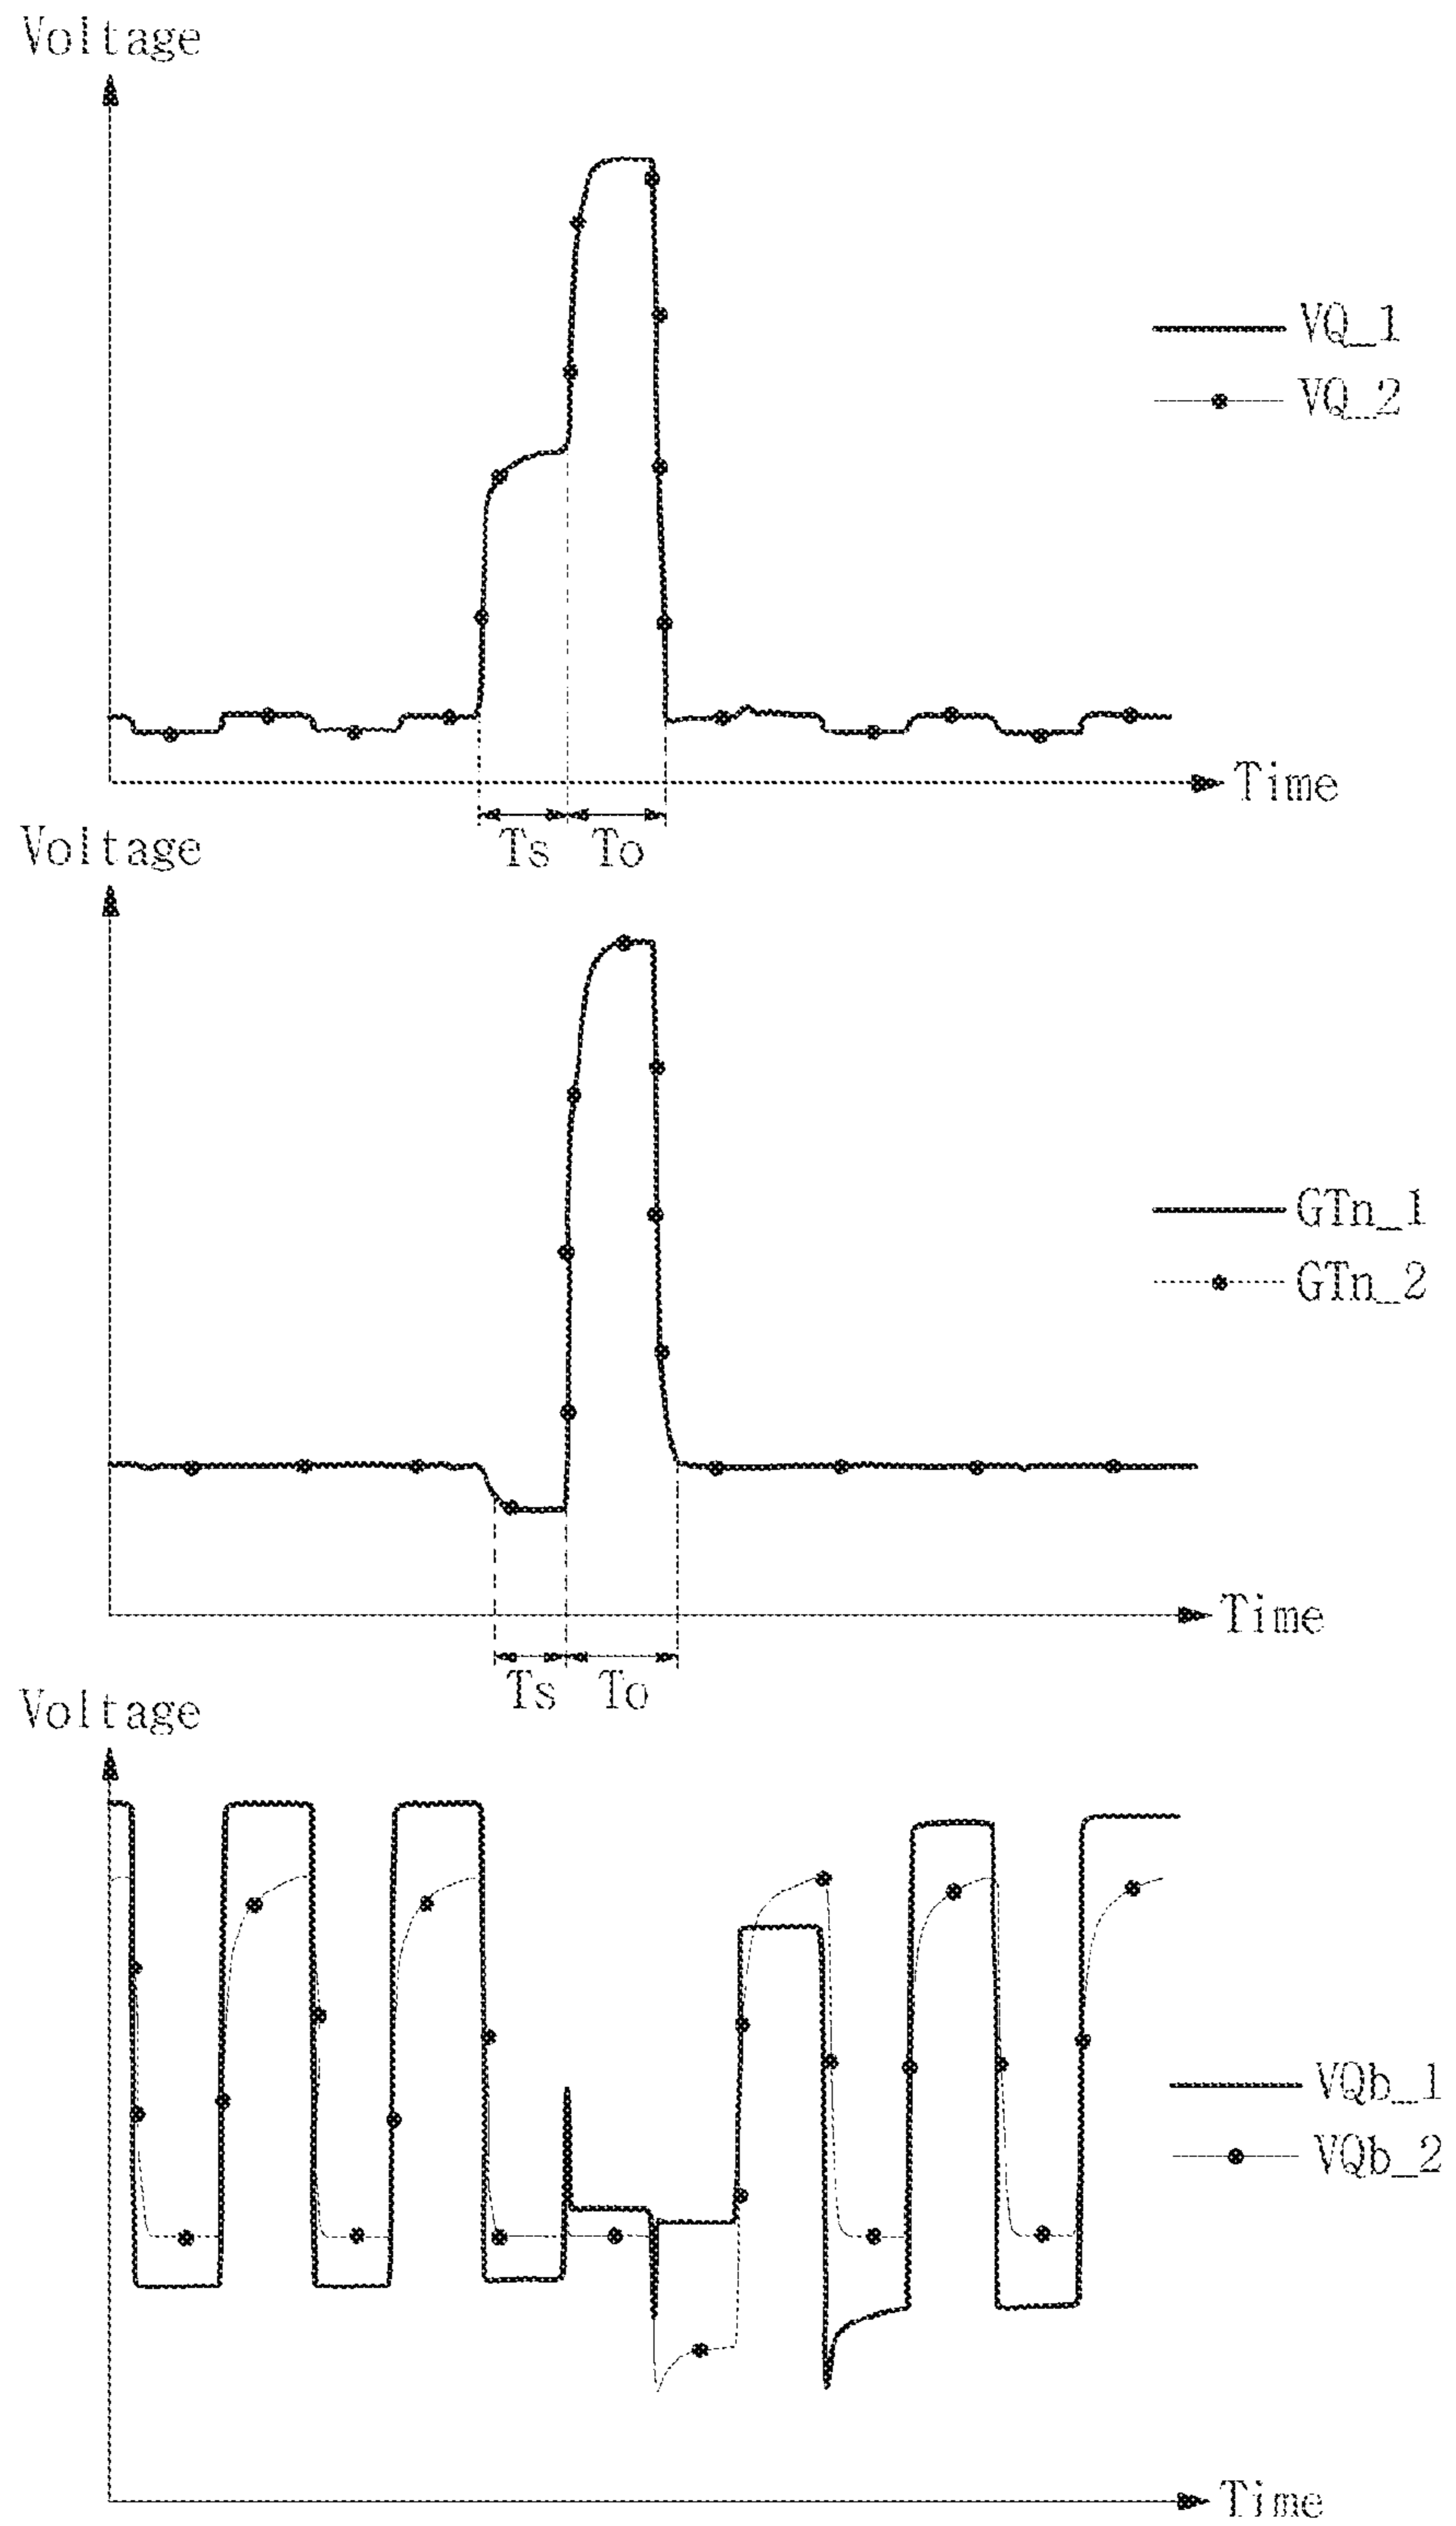 Voltage
VQ_1
VQ_2
Time
Ts To
Voltage
GTn_1
GTn_2
Time
Ts To
Voltage
VQb_1
VQb_2
Time